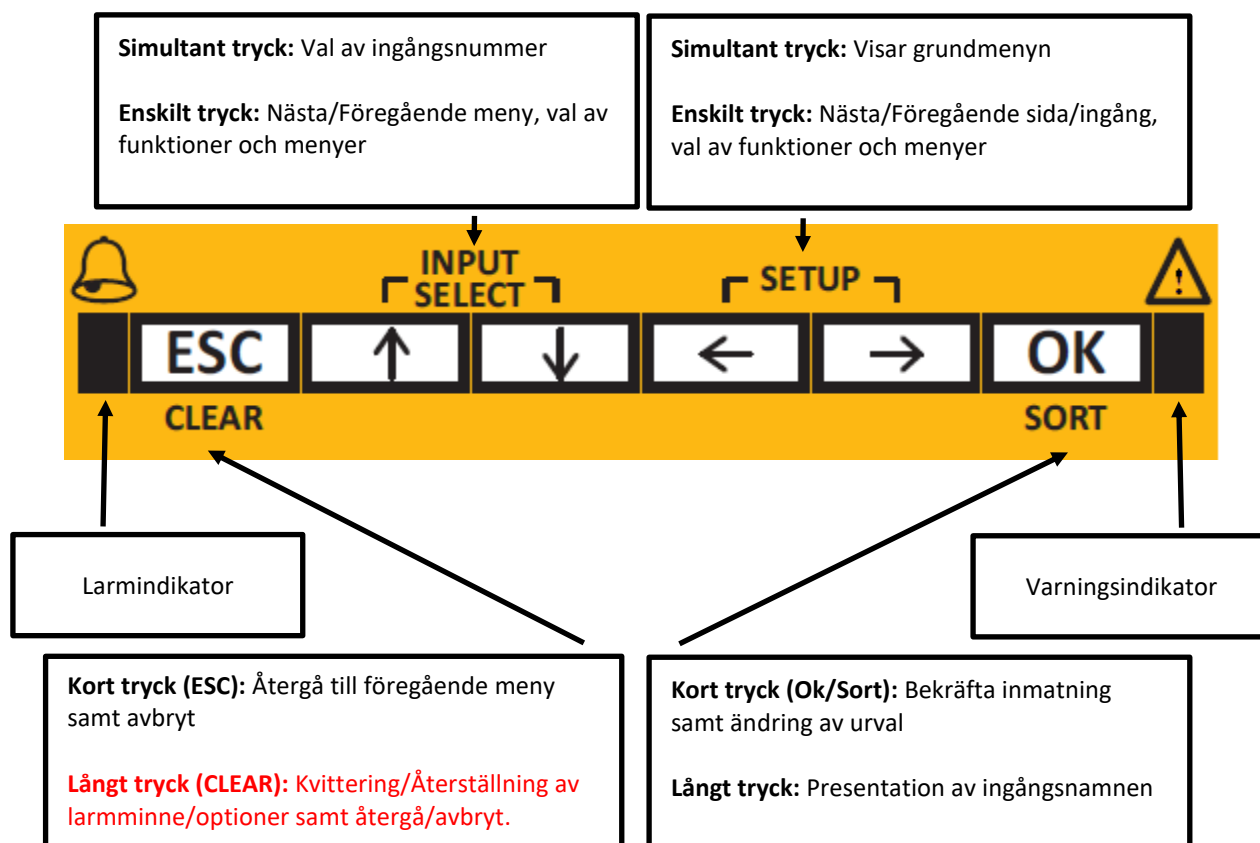 Simultant tryck: Val av ingångsnummer
Enskilt tryck: Nästa/Föregående meny, val av
funktioner och menyer
Simultant tryck: Visar grundmenyn
Enskilt tryck: Nästa/Föregående sida/ingång,
val av funktioner och menyer
INPUT
SELECT
SETUP
!
ESC
↑
↓
←
→
OK
CLEAR
SORT
Larmindikator
Varningsindikator
Kort tryck (ESC): Återgå till föregående meny
samt avbryt
Långt tryck (CLEAR): Kvittering/Återställning av
larmminne/optioner samt återgå/avbryt.
Kort tryck (Ok/Sort): Bekräfta inmatning
samt ändring av urval
Långt tryck: Presentation av ingångsnamnen